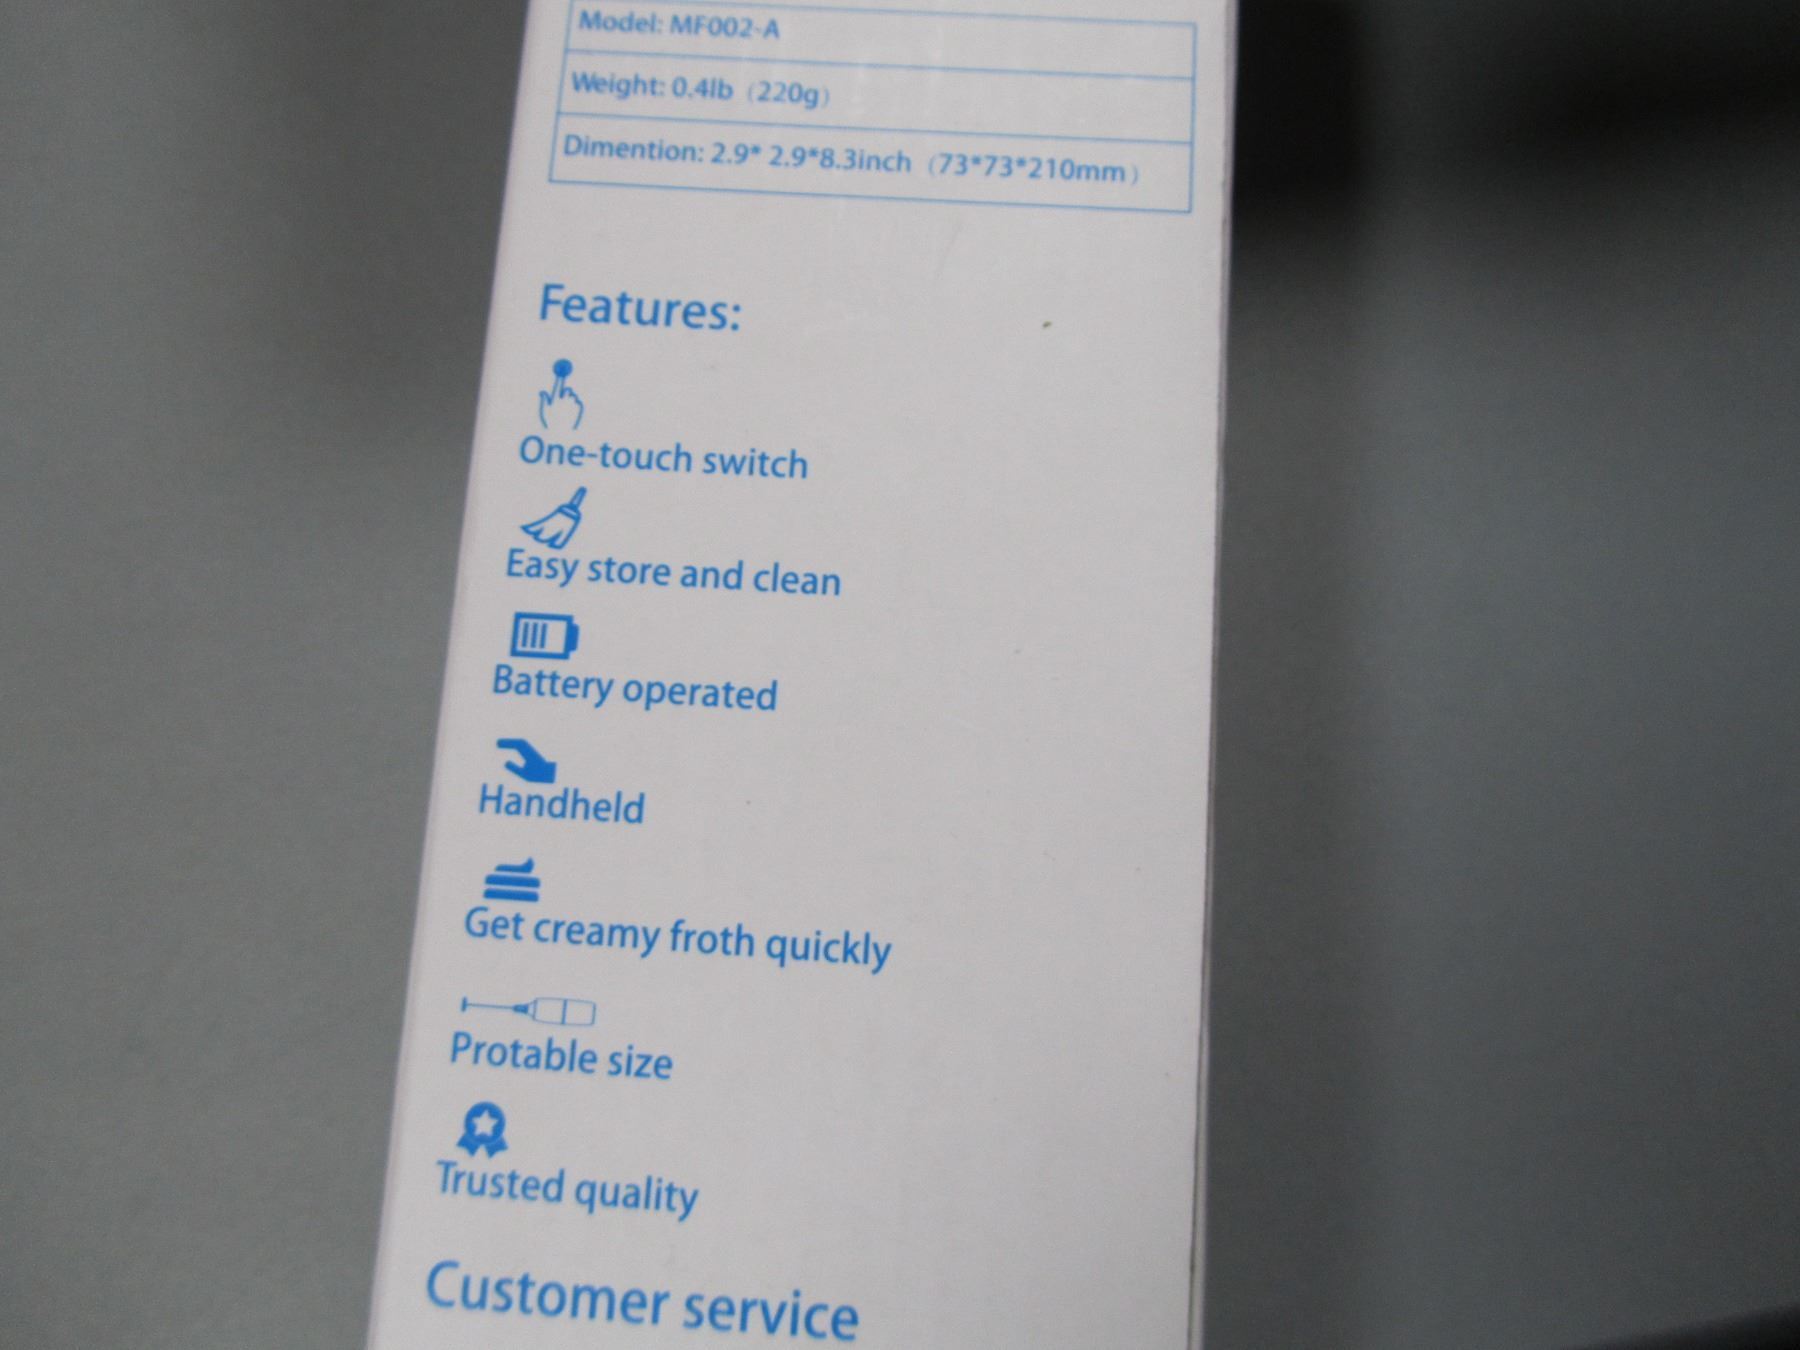 Model: MF002-A
Weight: 0.4lb（220g）
Dimention: 2.9* 2.9*8.3inch（73*73*210mm）
Features:
One-touch switch
Easy store and clean
Battery operated
Handheld
Get creamy froth quickly
Protable size
Trusted quality
Customer service